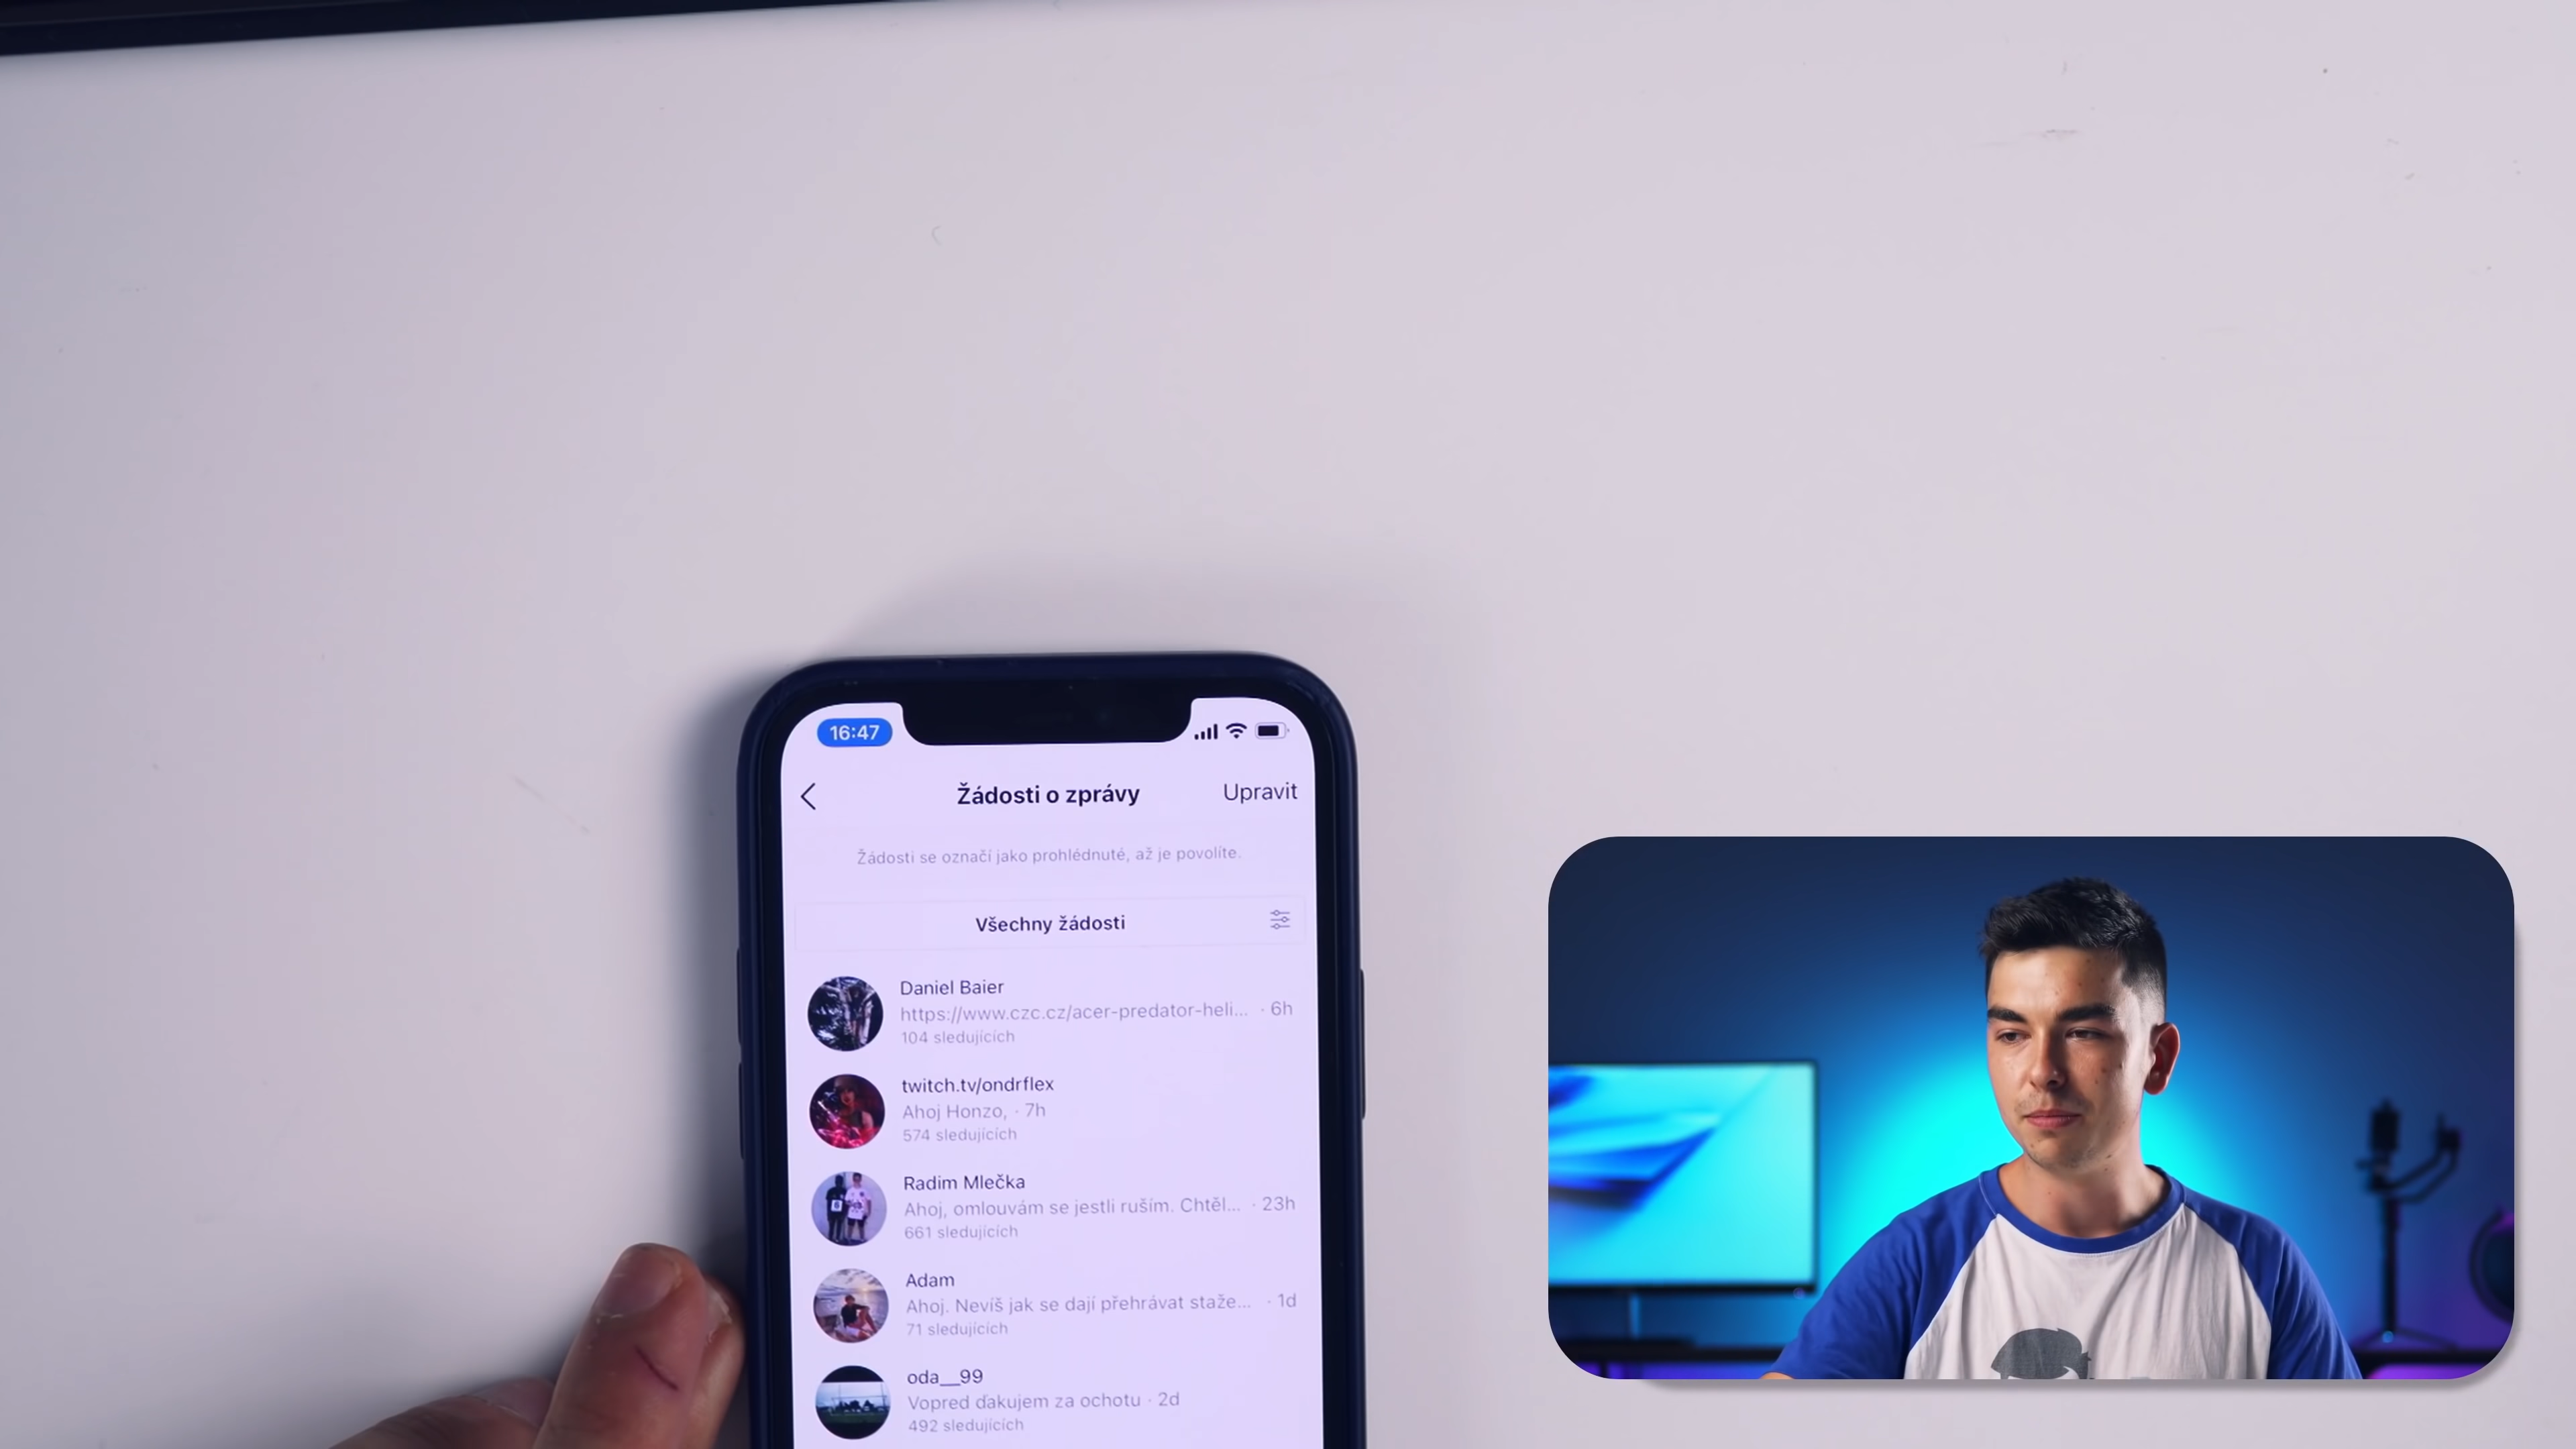 16:47
Žádosti o zprávy
Upravit
Žádosti se označí jako prohlédnuté, až je povolíte.
Všechny žádosti
Daniel Baier
https://www.czc.cz/acer-predator-heli... · 6h
104 sledujících
twitch.tv/ondrflex
Ahoj Honzo, · 7h
574 sledujících
Radim Mlečka
Ahoj, omlouvám se jestli ruším. Chtěl... · 23h
661 sledujících
Adam
Ahoj. Nevíš jak se dají přehrávat staže... · 1d
71 sledujících
oda__99
Vopred ďakujem za ochotu · 2d
492 sledujících